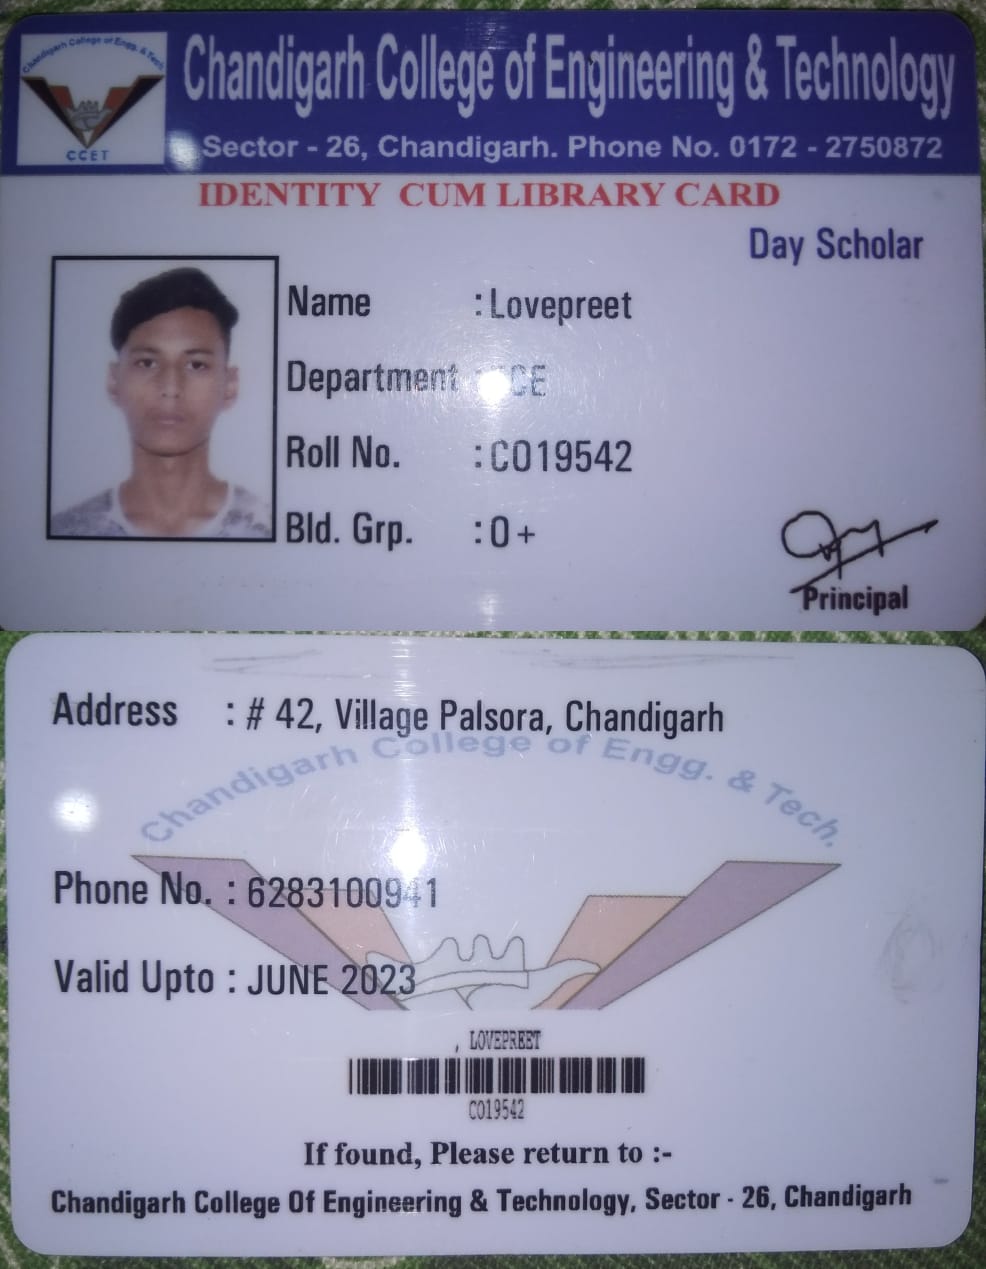 Chandigarh College of Engg. & Tech.
CCET
Chandigarh College of Engineering & Technology
Sector - 26, Chandigarh. Phone No. 0172 - 2750872
IDENTITY CUM LIBRARY CARD
Day Scholar
Name : Lovepreet
Department :
Roll No. : CO19542
Bld. Grp. : O +
Principal
Address : # 42, Village Palsora, Chandigarh
Chandigarh College of Engg. & Tech.
Phone No. : 6283100941
Valid Upto : JUNE 2023
, LOVEPREET
CO19542
If found, Please return to :-
Chandigarh College Of Engineering & Technology, Sector - 26, Chandigarh